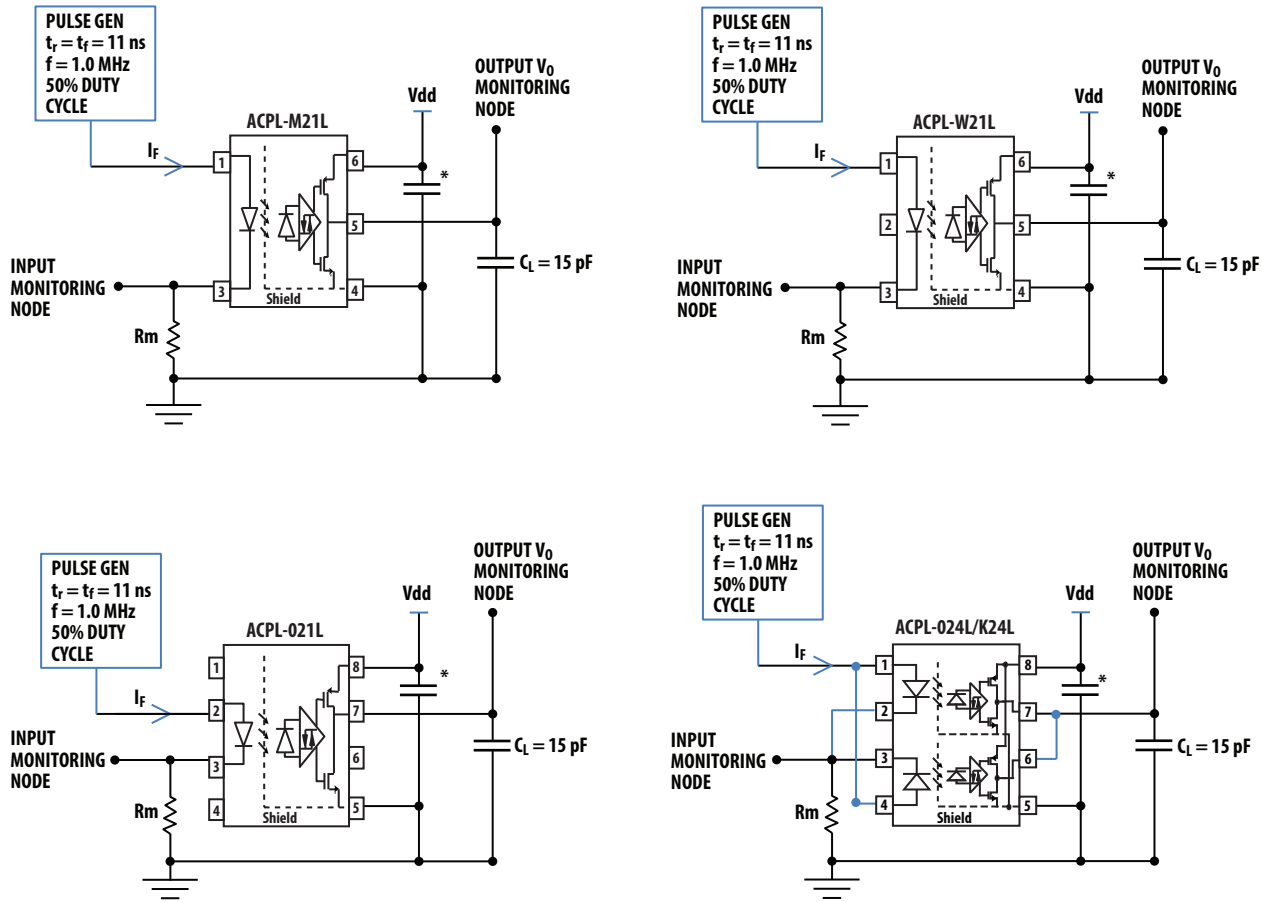 PULSE GEN
tr = tf = 11 ns
f = 1.0 MHz
50% DUTY
CYCLE
IF
ACPL-M21L
Vdd
OUTPUT V0
MONITORING
NODE
1
3
6
5
4
*
Shield
CL = 15 pF
INPUT
MONITORING
NODE
Rm
PULSE GEN
tr = tf = 11 ns
f = 1.0 MHz
50% DUTY
CYCLE
IF
ACPL-W21L
Vdd
OUTPUT V0
MONITORING
NODE
1
2
3
6
5
4
*
Shield
CL = 15 pF
INPUT
MONITORING
NODE
Rm
PULSE GEN
tr = tf = 11 ns
f = 1.0 MHz
50% DUTY
CYCLE
IF
ACPL-021L
Vdd
OUTPUT V0
MONITORING
NODE
1
2
3
4
8
7
6
5
*
Shield
CL = 15 pF
INPUT
MONITORING
NODE
Rm
PULSE GEN
tr = tf = 11 ns
f = 1.0 MHz
50% DUTY
CYCLE
IF
ACPL-024L/K24L
Vdd
OUTPUT V0
MONITORING
NODE
1
2
3
4
8
7
6
5
*
Shield
CL = 15 pF
INPUT
MONITORING
NODE
Rm